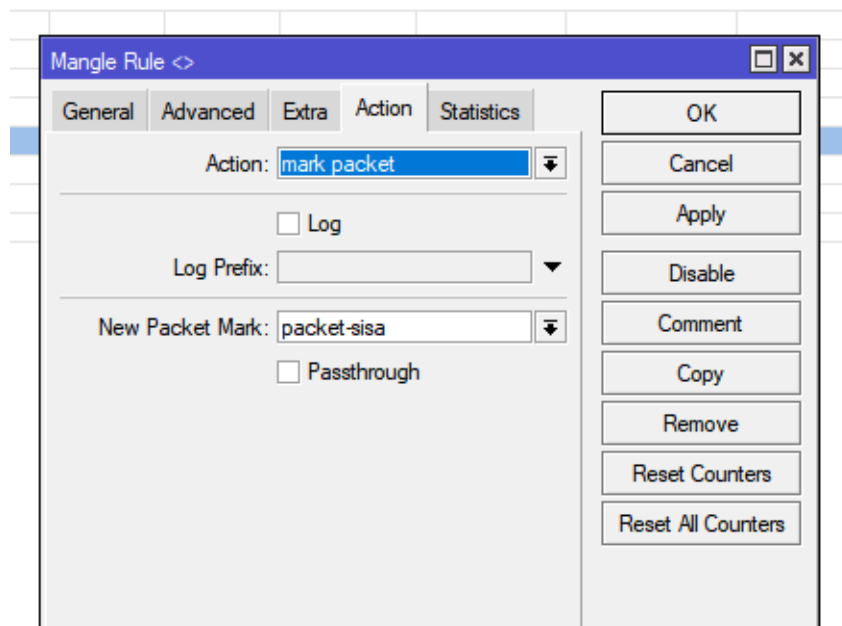 Mangle Rule <>
General Advanced Extra Action Statistics
OK
Action: mark packet
Cancel
Log
Apply
Log Prefix:
Disable
New Packet Mark: packet-sisa
Comment
Passthrough
Copy
Remove
Reset Counters
Reset All Counters